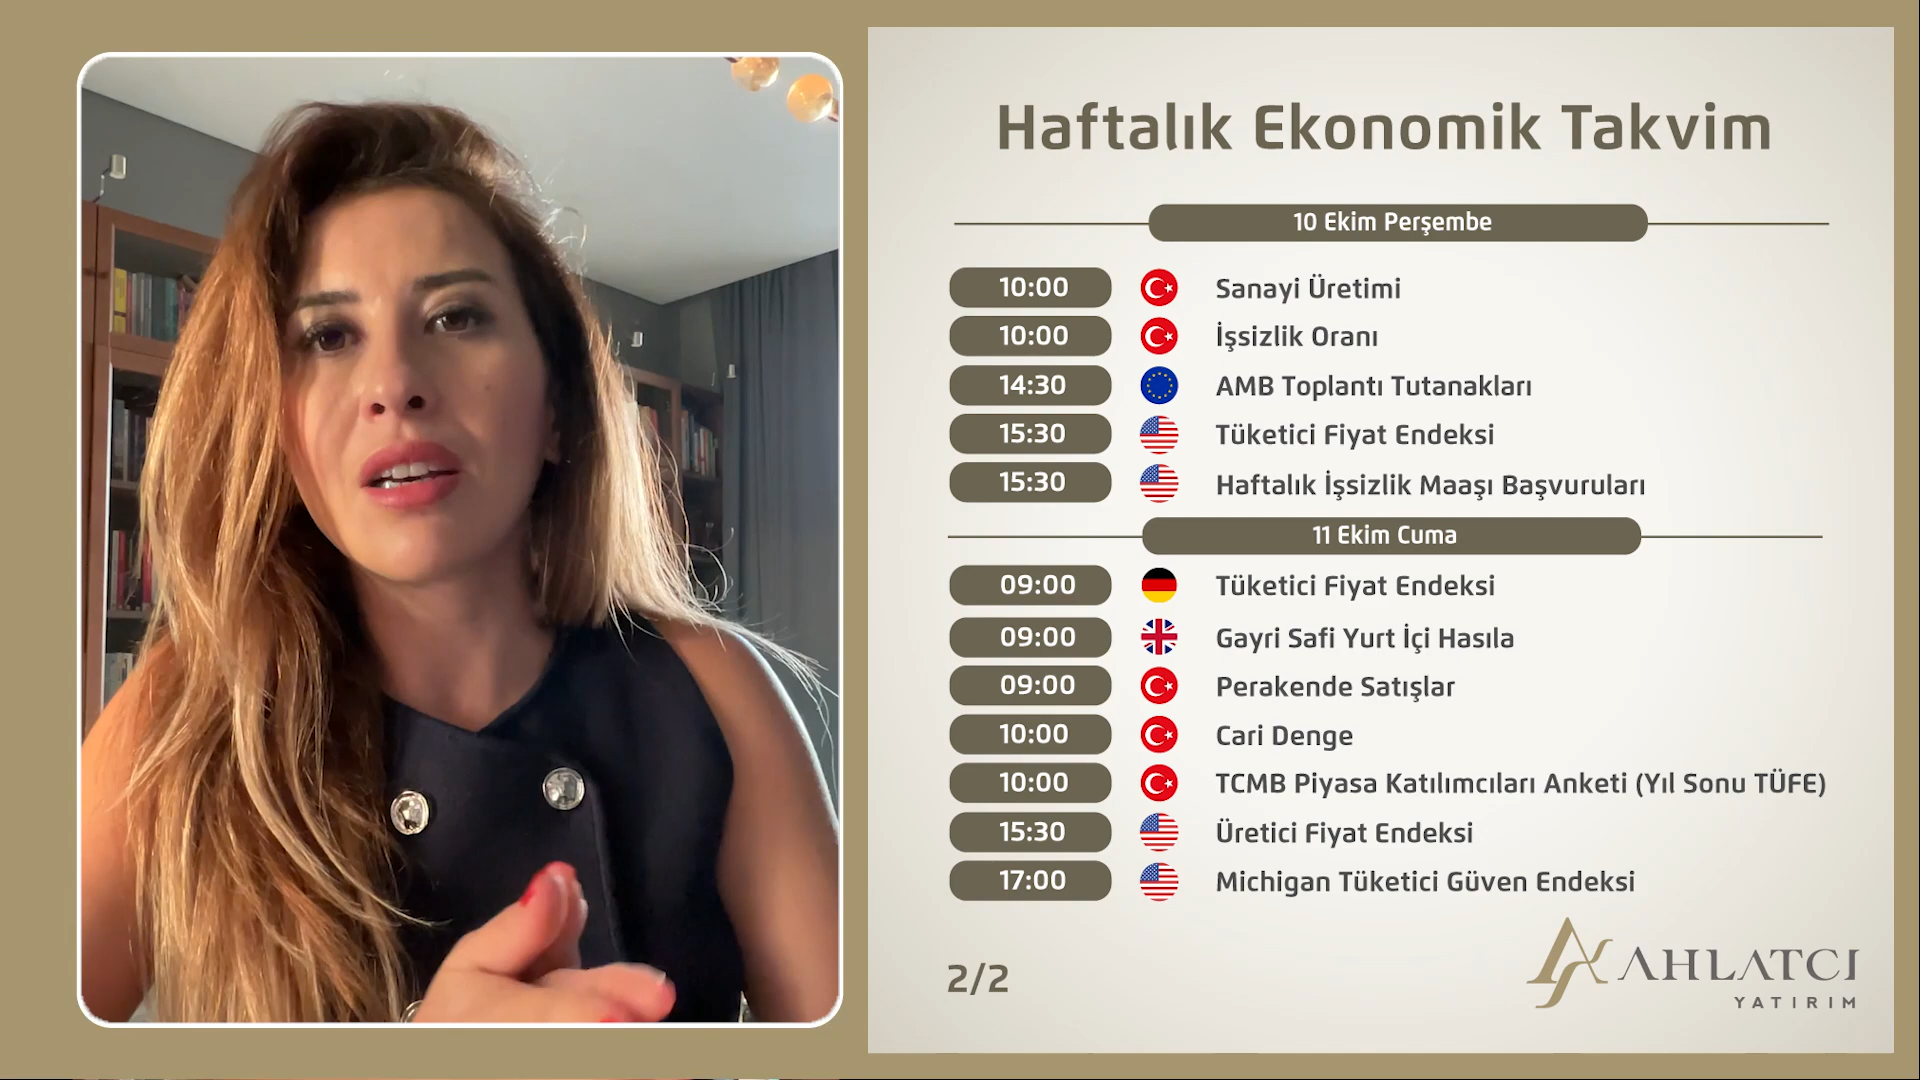 Haftalık Ekonomik Takvim
10 Ekim Perşembe
10:00 Sanayi Üretimi
10:00 İşsizlik Oranı
14:30 AMB Toplantı Tutanakları
15:30 Tüketici Fiyat Endeksi
15:30 Haftalık İşsizlik Maaşı Başvuruları
11 Ekim Cuma
09:00 Tüketici Fiyat Endeksi
09:00 Gayri Safi Yurt İçi Hasıla
09:00 Perakende Satışlar
10:00 Cari Denge
10:00 TCMB Piyasa Katılımcıları Anketi (Yıl Sonu TÜFE)
15:30 Üretici Fiyat Endeksi
17:00 Michigan Tüketici Güven Endeksi
2/2
AHLATCI
YATIRIM